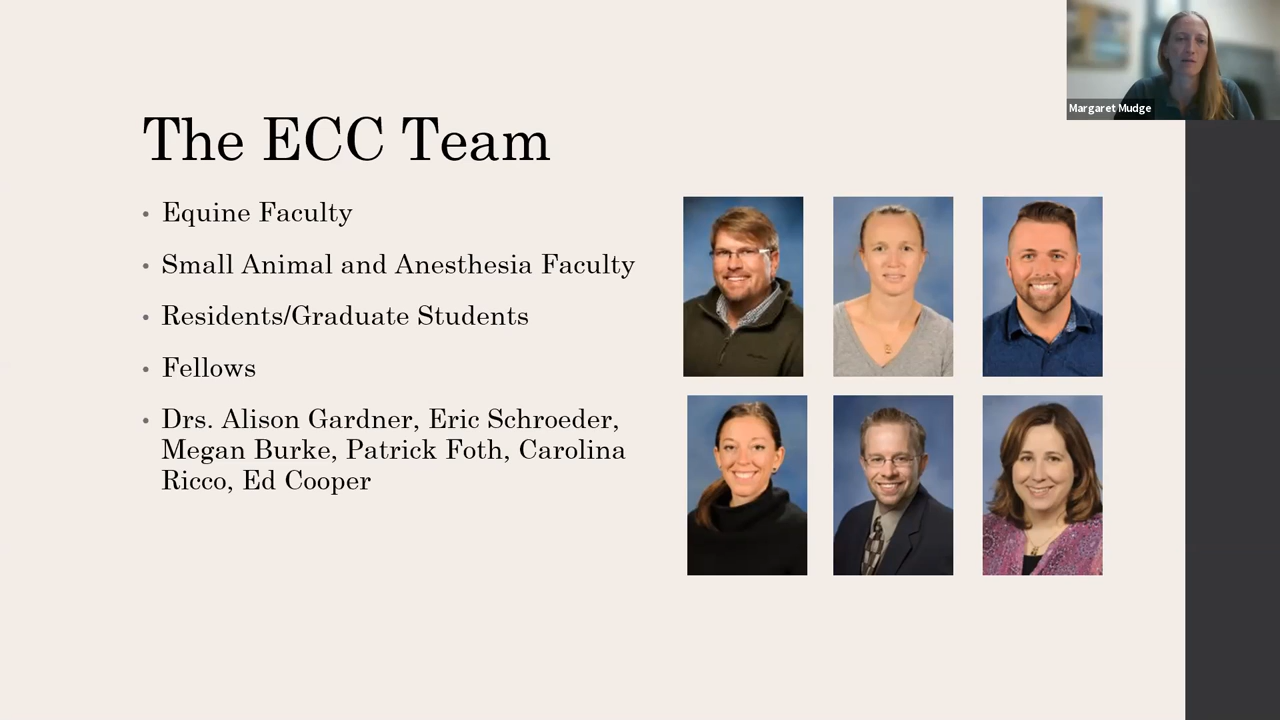 Margaret Mudge
The ECC Team
• Equine Faculty
• Small Animal and Anesthesia Faculty
• Residents/Graduate Students
• Fellows
• Drs. Alison Gardner, Eric Schroeder,
Megan Burke, Patrick Foth, Carolina
Ricco, Ed Cooper